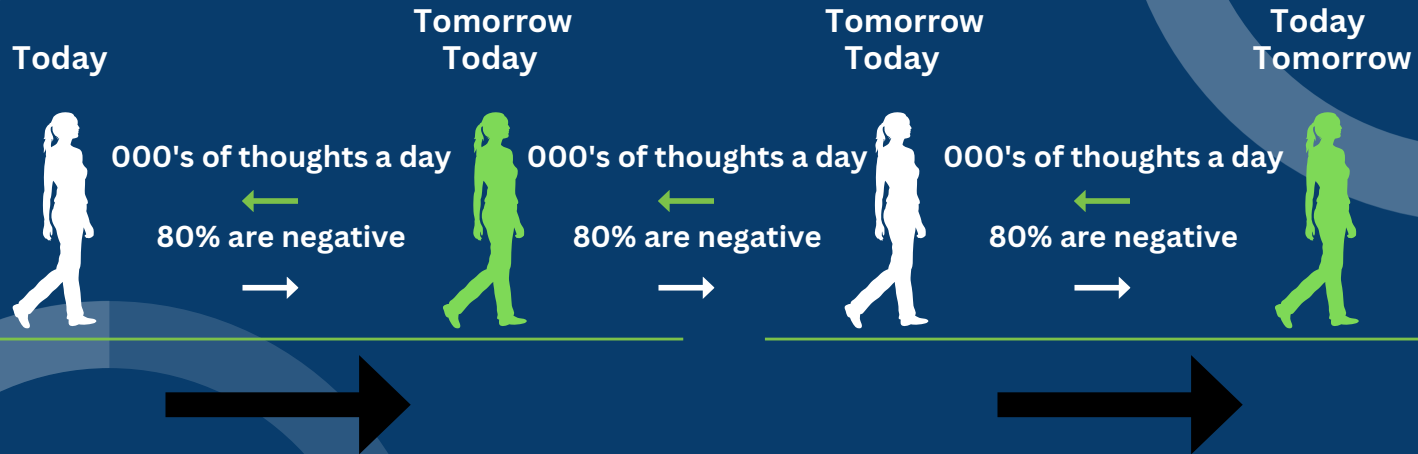 Today
Tomorrow
Today
Tomorrow
Today
Today
Tomorrow
000's of thoughts a day
80% are negative
000's of thoughts a day
80% are negative
000's of thoughts a day
80% are negative